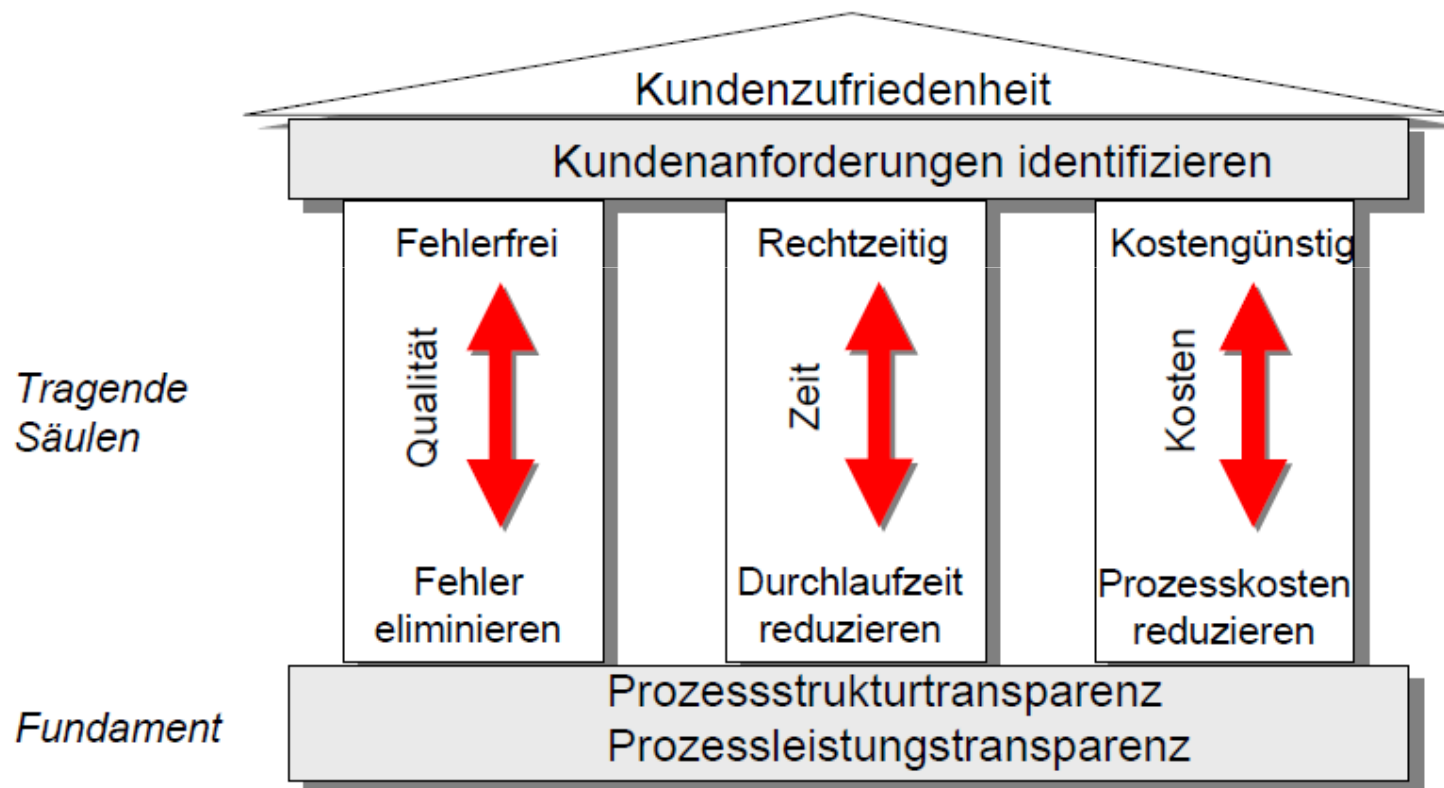 Kundenzufriedenheit
Kundenanforderungen identifizieren
Fehlerfrei
Rechtzeitig
Kostengünstig
Tragende
Säulen
Qualität
Zeit
Kosten
Fehler
eliminieren
Durchlaufzeit
reduzieren
Prozesskosten
reduzieren
Fundament
Prozessstrukturtransparenz
Prozessleistungstransparenz